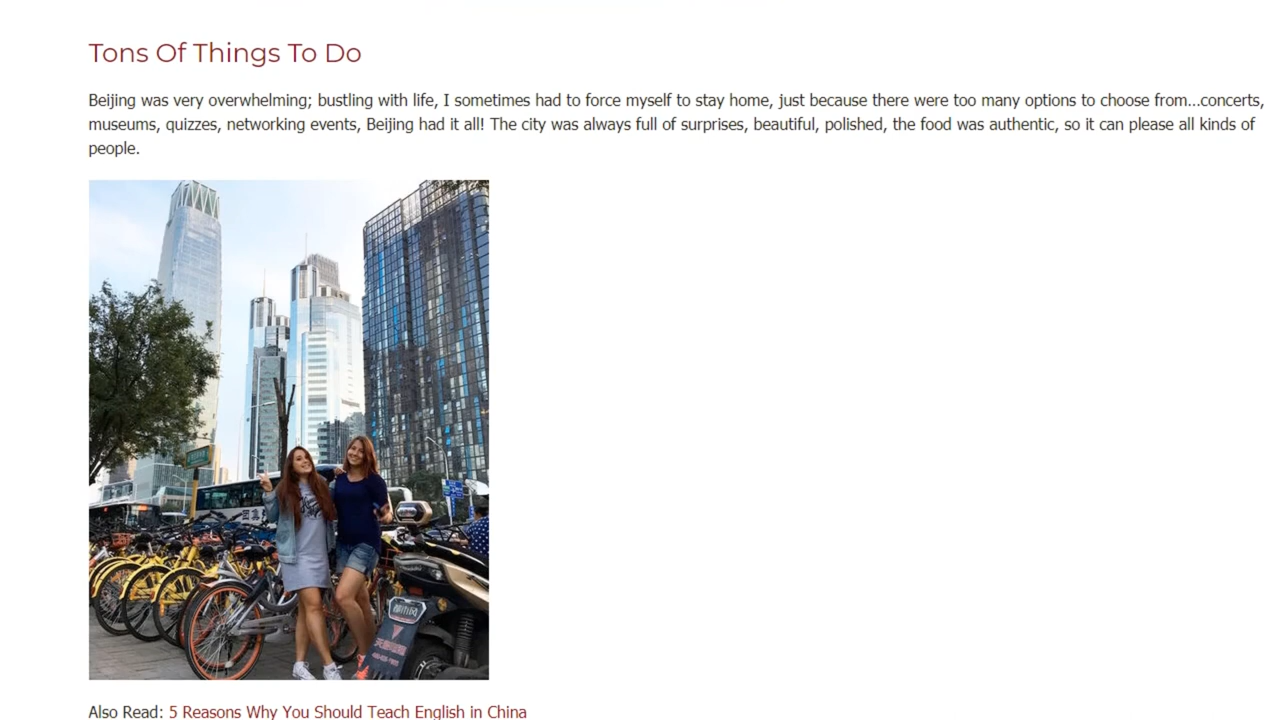 Tons Of Things To Do
Beijing was very overwhelming; bustling with life, I sometimes had to force myself to stay home, just because there were too many options to choose from...concerts,
museums, quizzes, networking events, Beijing had it all! The city was always full of surprises, beautiful, polished, the food was authentic, so it can please all kinds of
people.
都市风
Also Read: 5 Reasons Why You Should Teach English in China